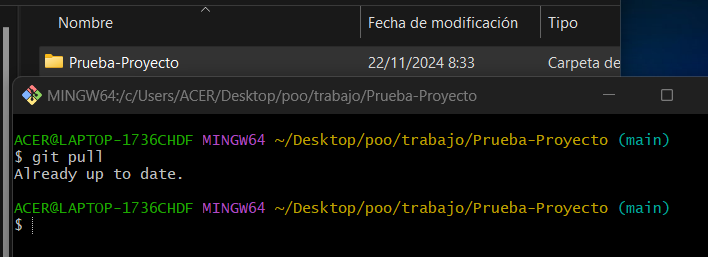 Nombre Fecha de modificación Tipo
Prueba-Proyecto 22/11/2024 8:33 Carpeta de
MINGW64:/c/Users/ACER/Desktop/poo/trabajo/Prueba-Proyecto
ACER@LAPTOP-1736CHDF MINGW64 ~/Desktop/poo/trabajo/Prueba-Proyecto (main)
$ git pull
Already up to date.
ACER@LAPTOP-1736CHDF MINGW64 ~/Desktop/poo/trabajo/Prueba-Proyecto (main)
$